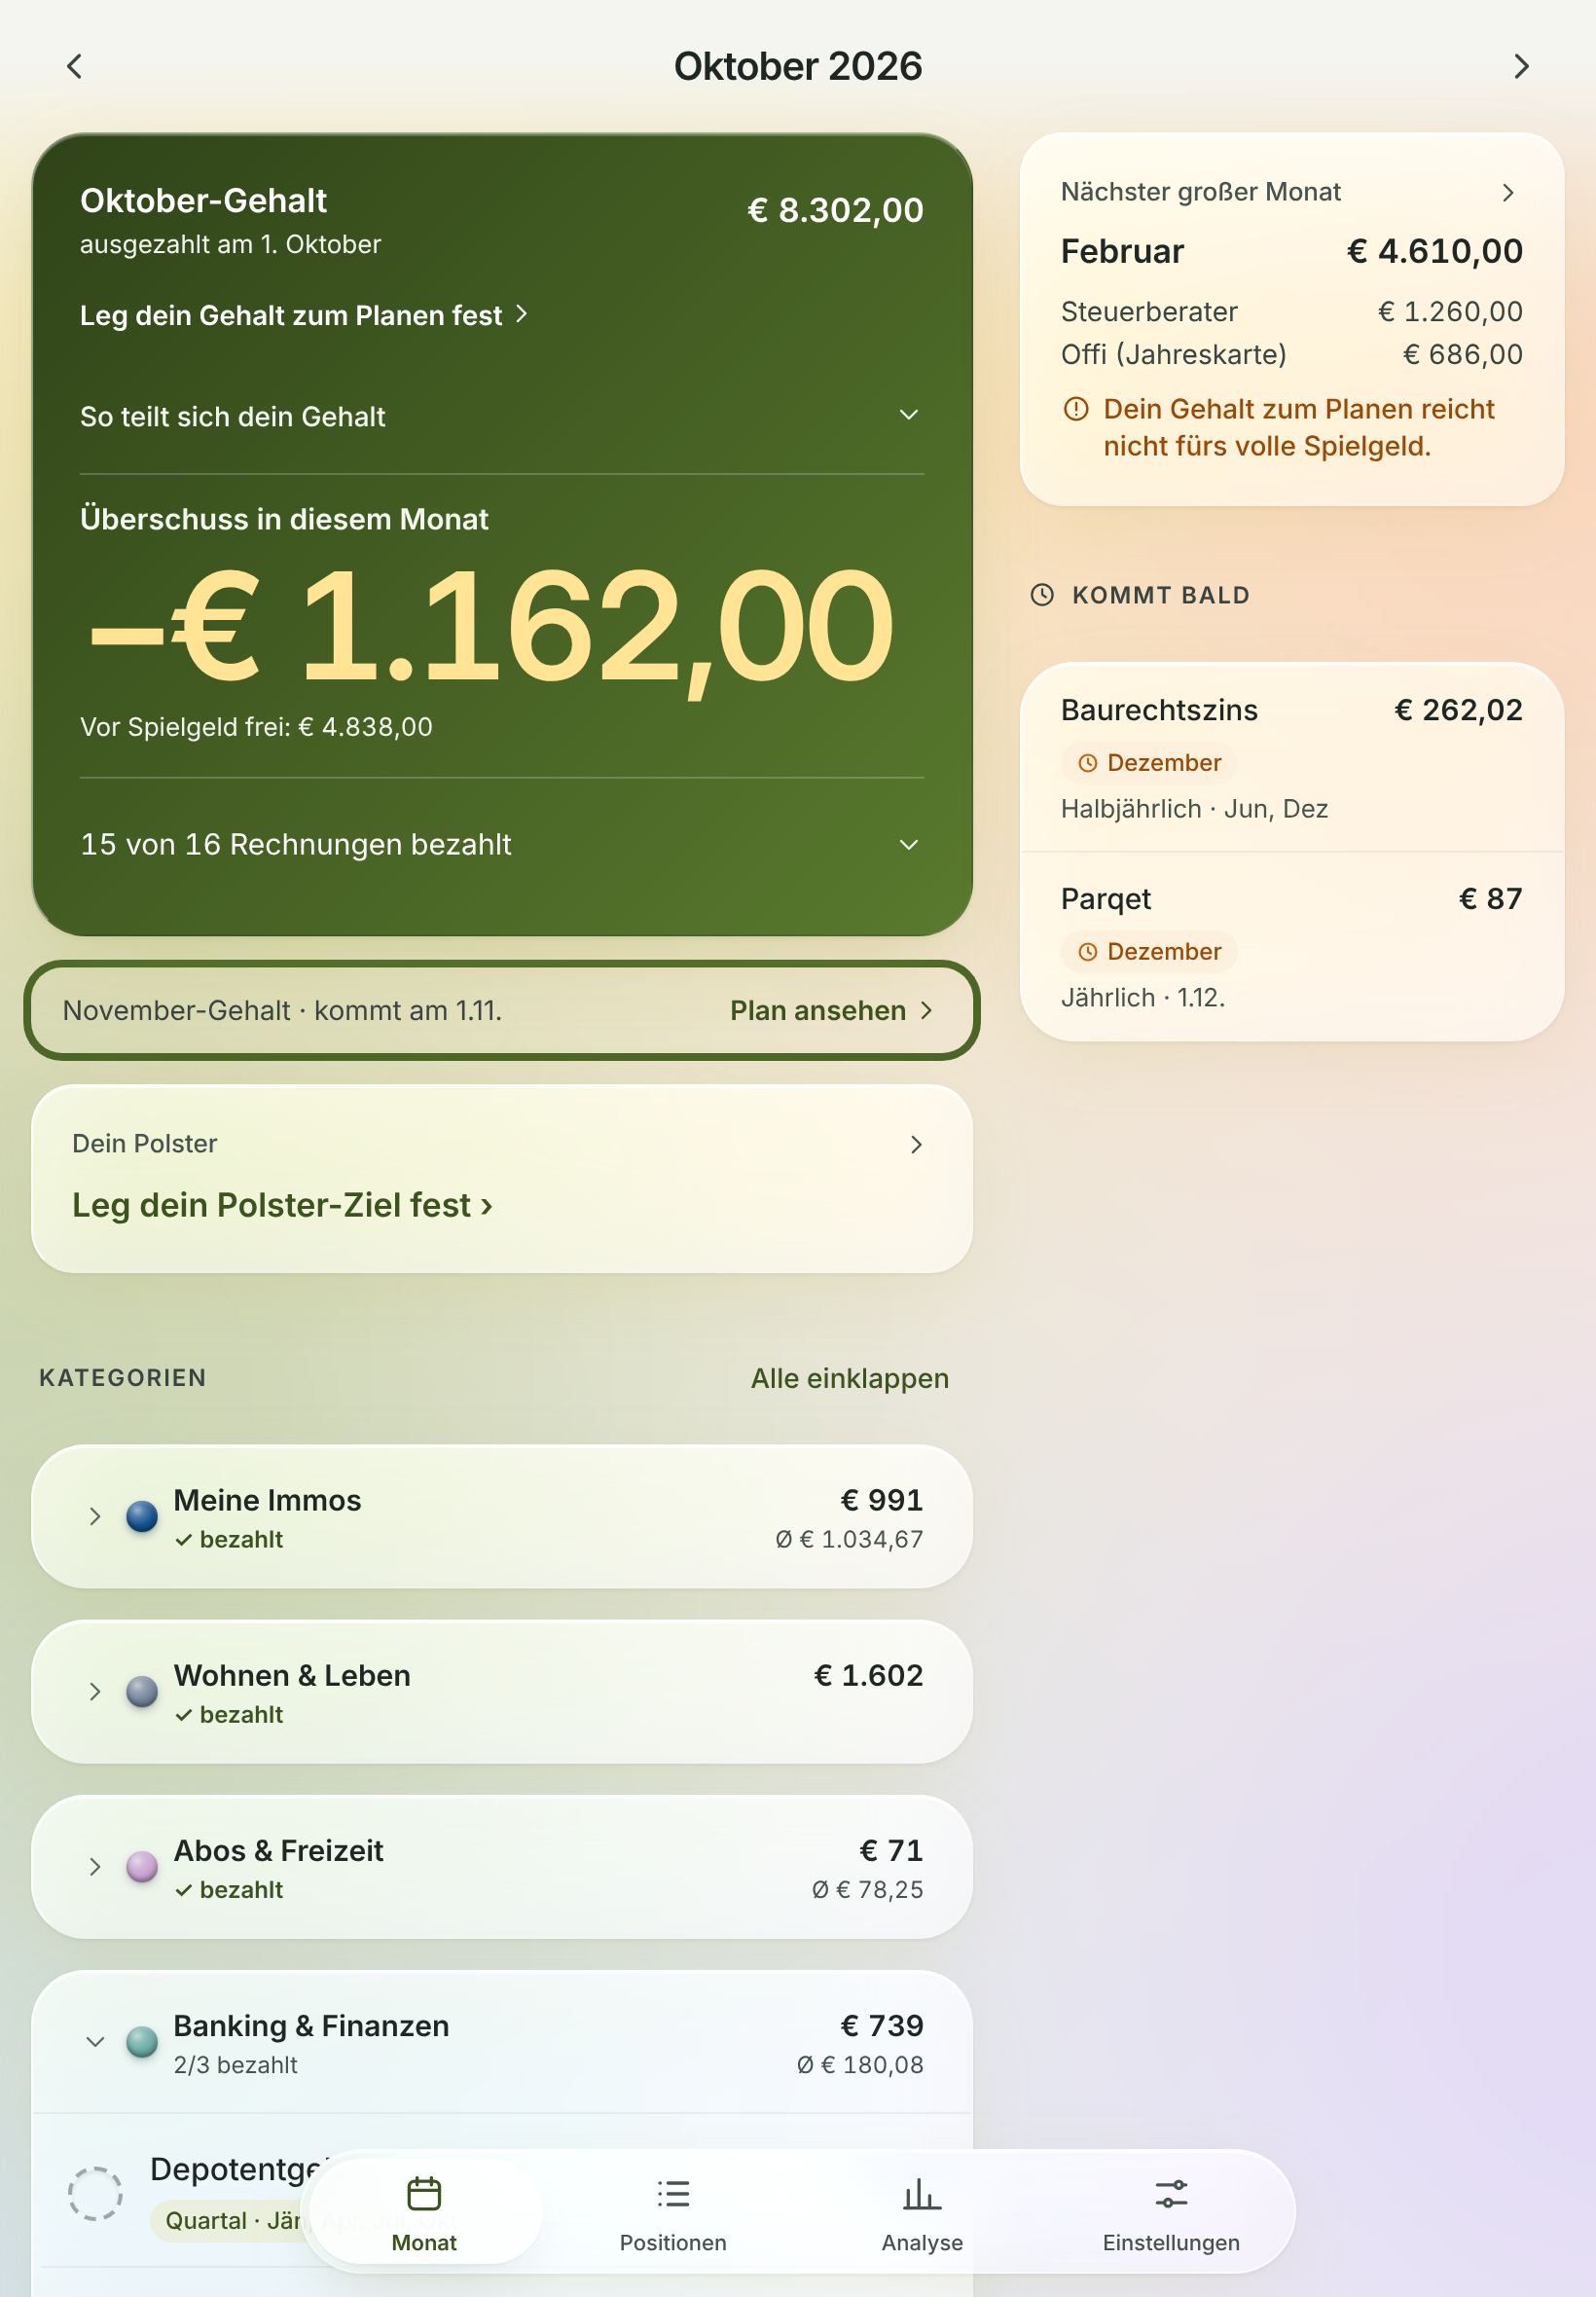 Oktober 2026
Oktober-Gehalt
€ 8.302,00
ausgezahlt am 1. Oktober
Leg dein Gehalt zum Planen fest
So teilt sich dein Gehalt
Überschuss in diesem Monat
–€ 1.162,00
Vor Spielgeld frei: € 4.838,00
15 von 16 Rechnungen bezahlt
November-Gehalt · kommt am 1.11.
Plan ansehen
Dein Polster
Leg dein Polster-Ziel fest ›
KATEGORIEN
Alle einklappen
Meine Immos
€ 991
✓ bezahlt
Ø € 1.034,67
Wohnen & Leben
€ 1.602
✓ bezahlt
Abos & Freizeit
€ 71
✓ bezahlt
Ø € 78,25
Banking & Finanzen
€ 739
2/3 bezahlt
Ø € 180,08
Quartal · Jän,
Nächster großer Monat
Februar
€ 4.610,00
Steuerberater
€ 1.260,00
Offi (Jahreskarte)
€ 686,00
Dein Gehalt zum Planen reicht
nicht fürs volle Spielgeld.
KOMMT BALD
Baurechtszins
€ 262,02
Dezember
Halbjährlich · Jun, Dez
Parqet
€ 87
Dezember
Jährlich · 1.12.
Monat
Positionen
Analyse
Einstellungen